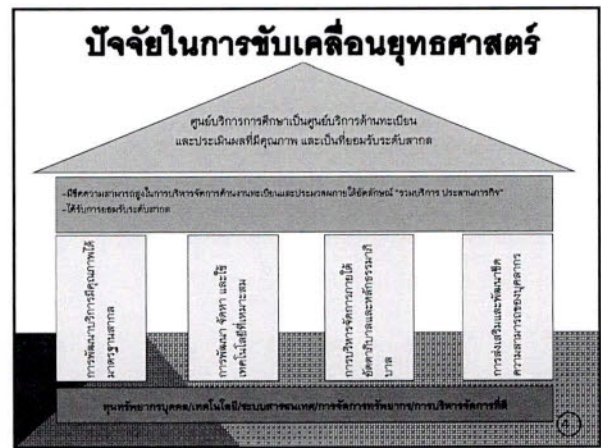 ปัจจัยในการขับเคลื่อนยุทธศาสตร์
ศูนย์บริการการศึกษาเป็นศูนย์บริการด้านทะเบียน
และประเมินผลที่มีคุณภาพ และเป็นที่ยอมรับระดับสากล
-มีขีดความสามารถสูงในการบริหารจัดการด้านงานทะเบียนและประมวลผลภายใต้อัตลักษณ์ "รวมบริการ ประสานภารกิจ"
-ได้รับการยอมรับระดับสากล
การพัฒนาบริการมีคุณภาพได้
มาตรฐานสากล
การพัฒนา จัดหา และใช้
เทคโนโลยีที่เหมาะสม
การบริหารจัดการภายใต้
อัตตาภิบาลและหลักธรรมาภิ
บาล
การส่งเสริมและพัฒนาขีด
ความสามารถของบุคลากร
ทุนทรัพยากรบุคคล/เทคโนโลยี/ระบบสารสนเทศ/การจัดการทรัพยากร/การบริหารจัดการที่ดี
4